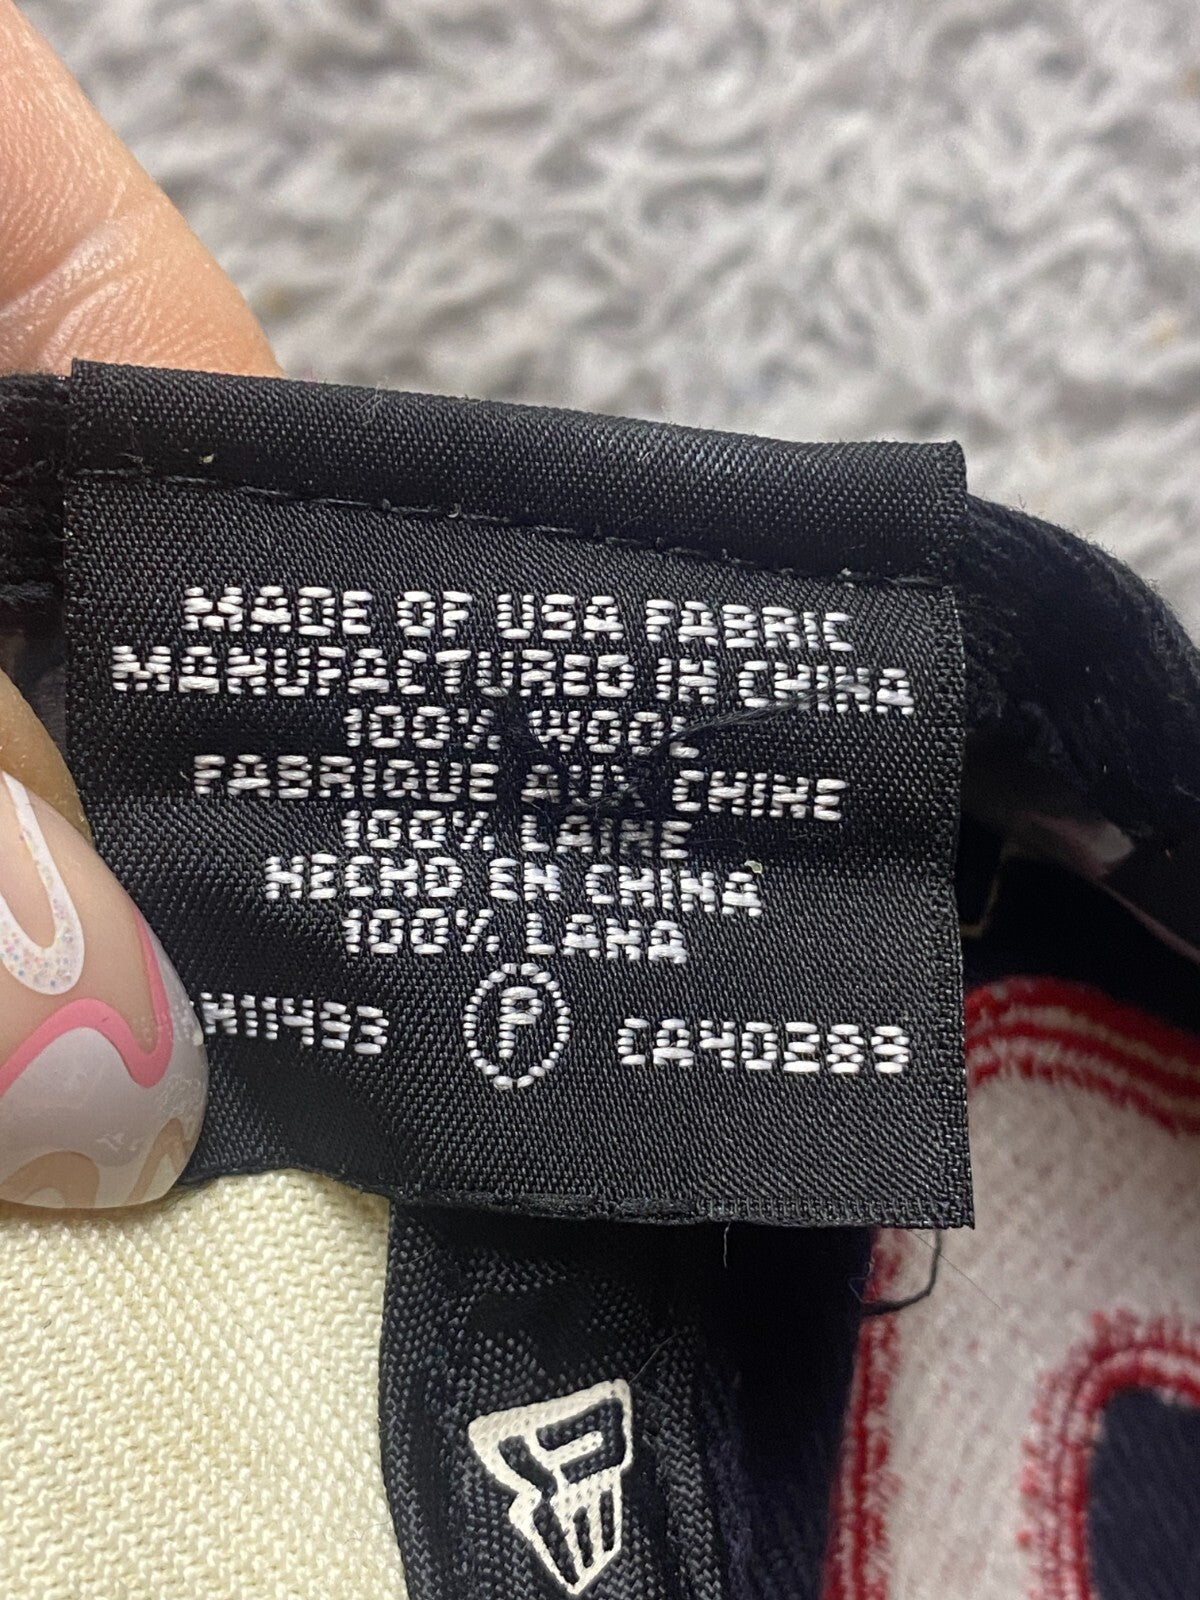 MADE OF USA FABRIC
MANUFACTURED IN CHINA
100% WOOL
FABRIQUE AUX CHINE
100% LAINE
HECHO EN CHINA
100% LANA
P
CA40289